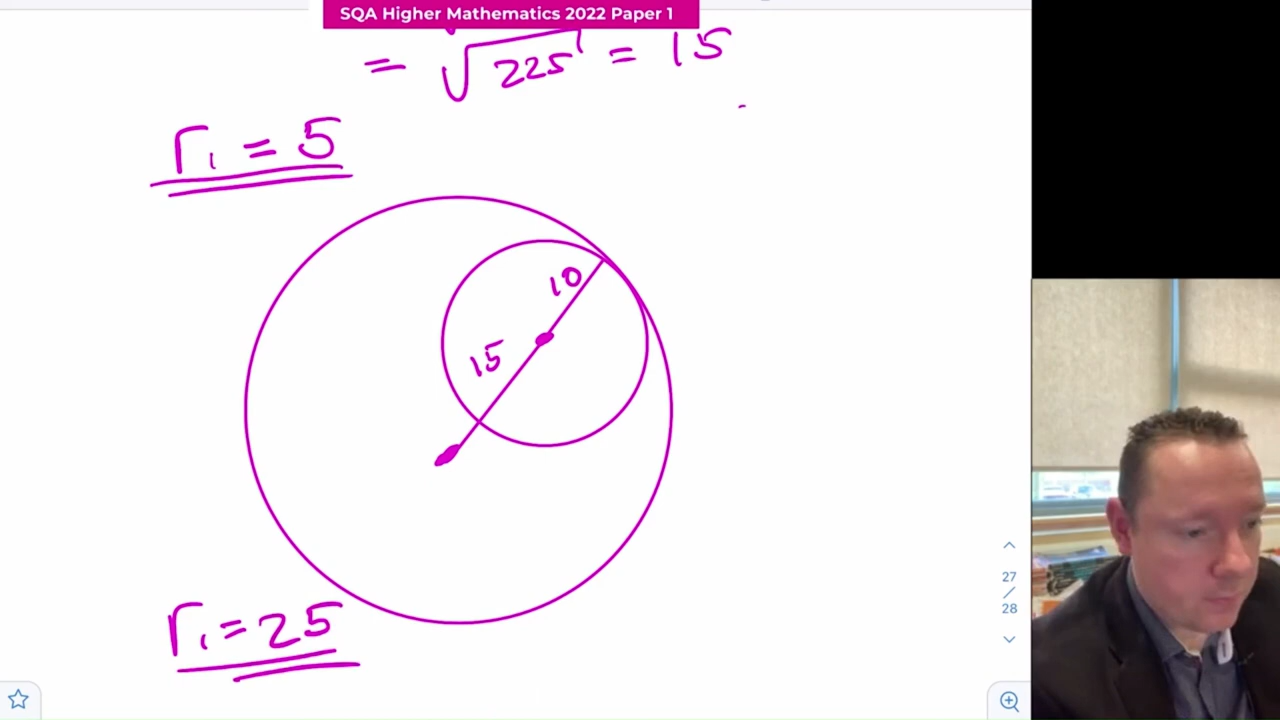 SQA Higher Mathematics 2022 Paper 1
= √225 = 15
r₁ = 5
10
15
r₁ = 25
27
/
28